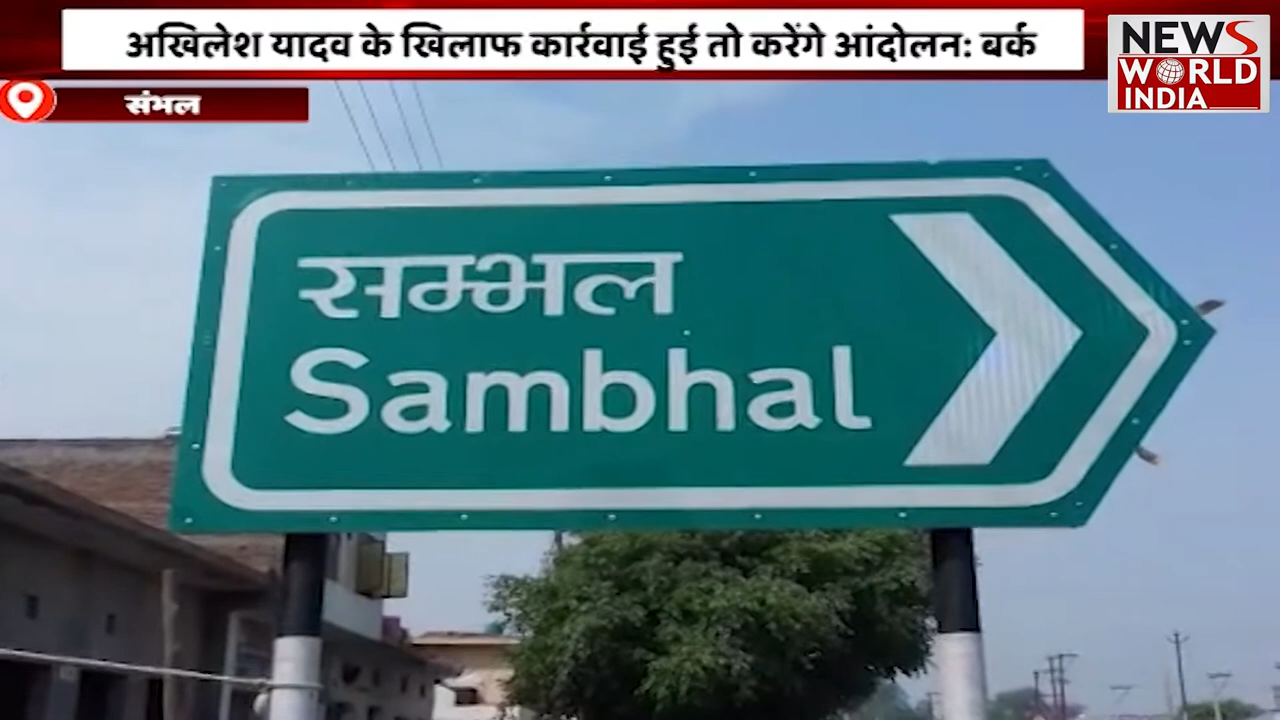 अखिलेश यादव के खिलाफ कार्रवाई हुई तो करेंगे आंदोलन: बर्क
NEWS
WORLD
INDIA
संभल
सम्भल
Sambhal